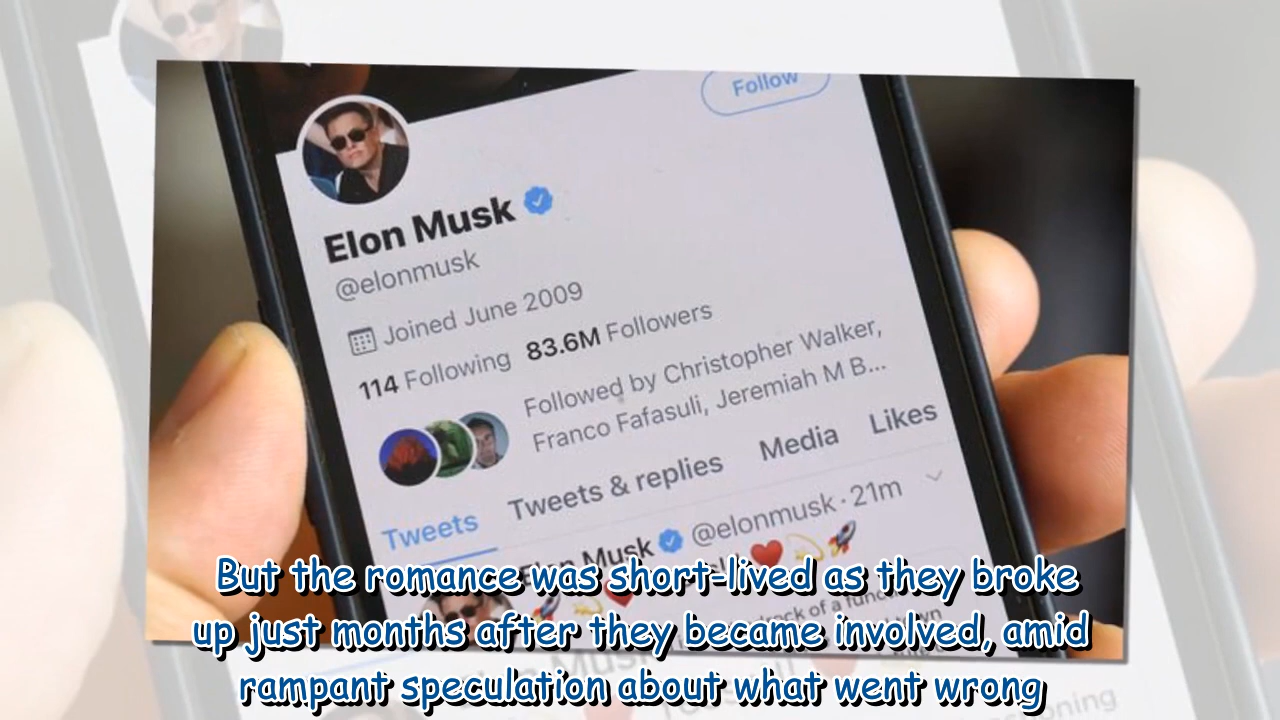 Follow
Elon Musk
@elonmusk
Joined June 2009
114 Following 83.6M Followers
Followed by Christopher Walker,
Franco Fafasuli, Jeremiah M B...
Tweets Tweets & replies Media Likes
Elon Musk @elonmusk · 21m
But the romance was short-lived as they broke
up just months after they became involved, amid
rampant speculation about what went wrong